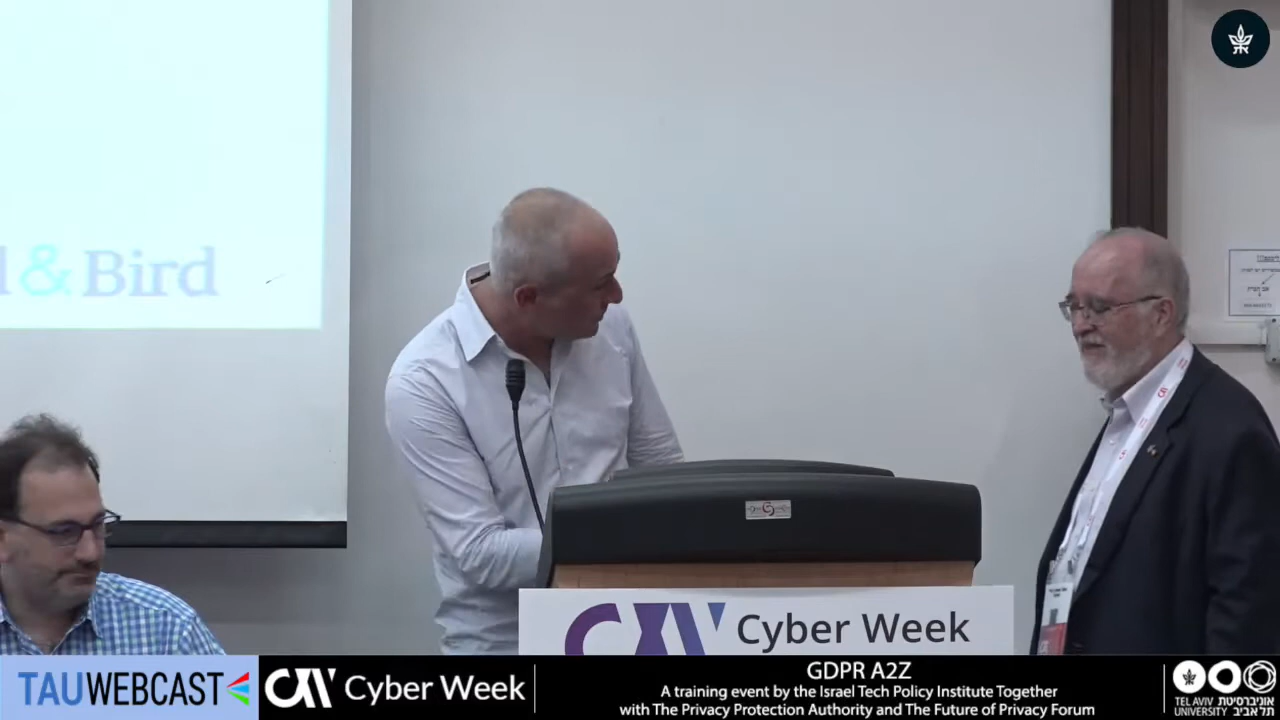 & Bird
Cyber Week
TAUWEBCAST
Cyber Week
GDPR A2Z
A training event by the Israel Tech Policy Institute Together
with The Privacy Protection Authority and The Future of Privacy Forum
TEL AVIV אוניברסיטת
UNIVERSITY תל אביב